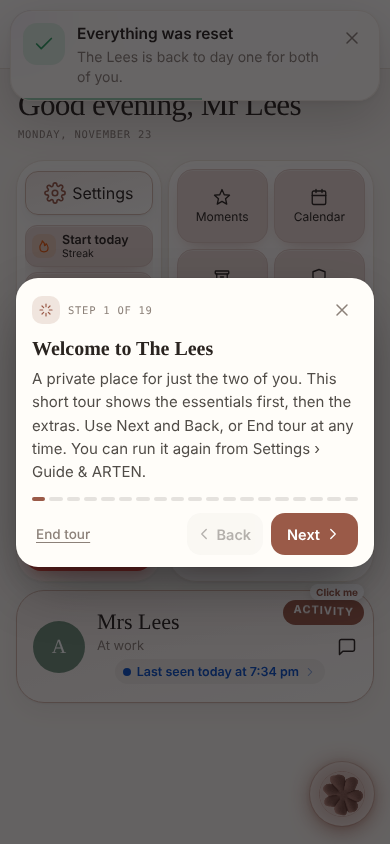 Everything was reset
The Lees is back to day one for both
of you.
Good evening, Mr Lees
MONDAY, NOVEMBER 23
Settings
Moments
Calendar
Start today
Streak
STEP 1 OF 19
Welcome to The Lees
A private place for just the two of you. This
short tour shows the essentials first, then the
extras. Use Next and Back, or End tour at any
time. You can run it again from Settings ›
Guide & ARTEN.
End tour
Back
Next
Click me
ACTIVITY
A
Mrs Lees
At work
Last seen today at 7:34 pm